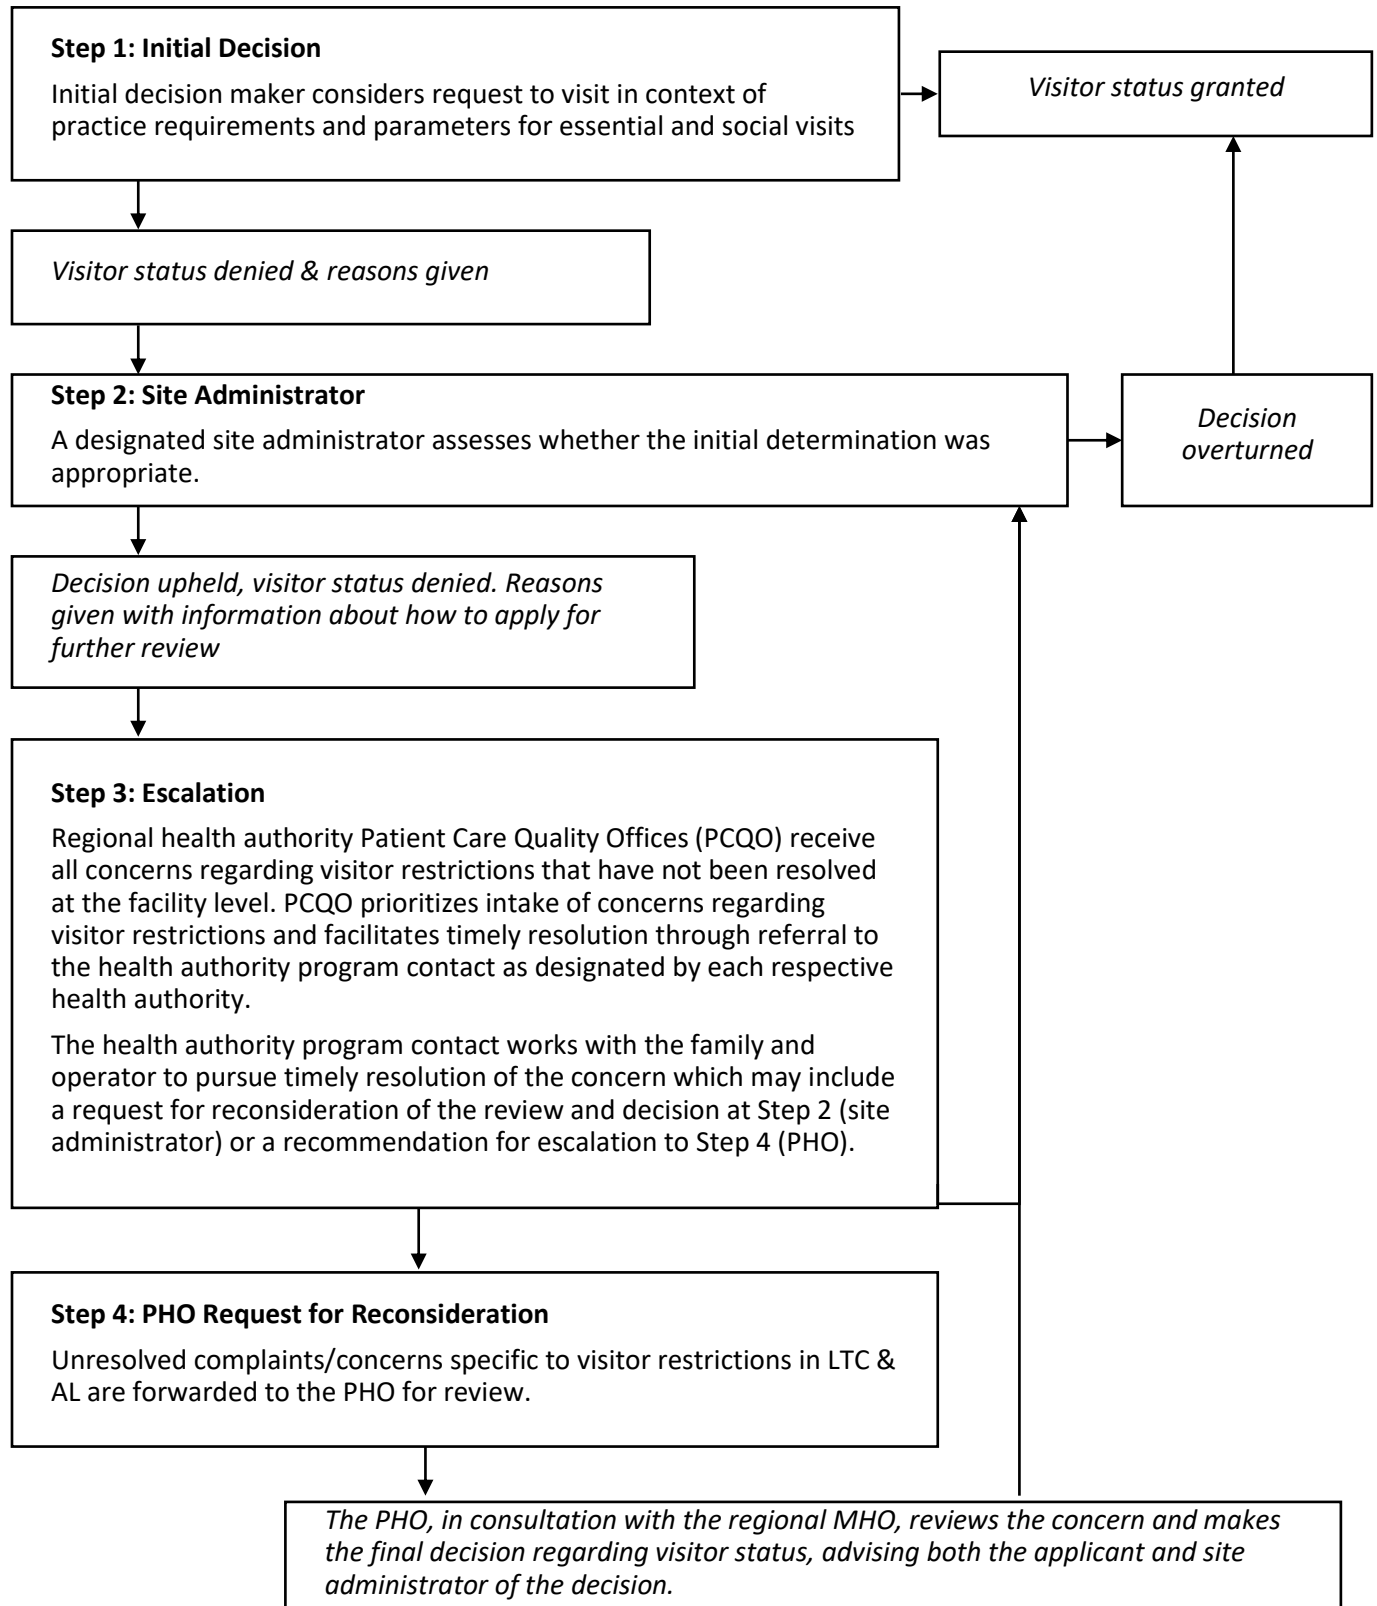 Step 1: Initial Decision
Initial decision maker considers request to visit in context of
practice requirements and parameters for essential and social visits
Visitor status granted
Visitor status denied & reasons given
Step 2: Site Administrator
A designated site administrator assesses whether the initial determination was
appropriate.
Decision
overturned
Decision upheld, visitor status denied. Reasons
given with information about how to apply for
further review
Step 3: Escalation
Regional health authority Patient Care Quality Offices (PCQO) receive
all concerns regarding visitor restrictions that have not been resolved
at the facility level. PCQO prioritizes intake of concerns regarding
visitor restrictions and facilitates timely resolution through referral to
the health authority program contact as designated by each respective
health authority.
The health authority program contact works with the family and
operator to pursue timely resolution of the concern which may include
a request for reconsideration of the review and decision at Step 2 (site
administrator) or a recommendation for escalation to Step 4 (PHO).
Step 4: PHO Request for Reconsideration
Unresolved complaints/concerns specific to visitor restrictions in LTC &
AL are forwarded to the PHO for review.
The PHO, in consultation with the regional MHO, reviews the concern and makes
the final decision regarding visitor status, advising both the applicant and site
administrator of the decision.